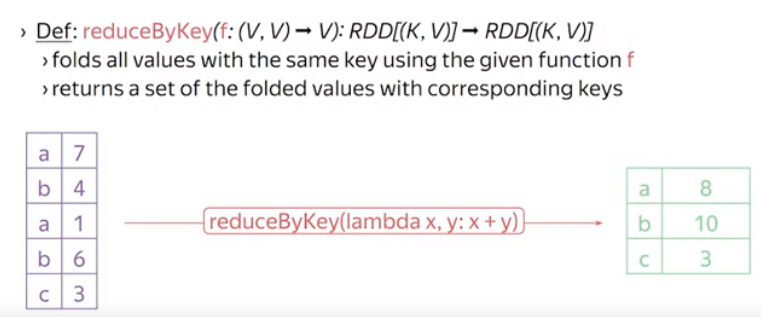 › Def: reduceByKey(f: (V, V) → V): RDD[(K, V)] → RDD[(K, V)]
› folds all values with the same key using the given function f
› returns a set of the folded values with corresponding keys
a 7
b 4
a 1
b 6
c 3
reduceByKey(lambda x, y: x + y)
a 8
b 10
c 3